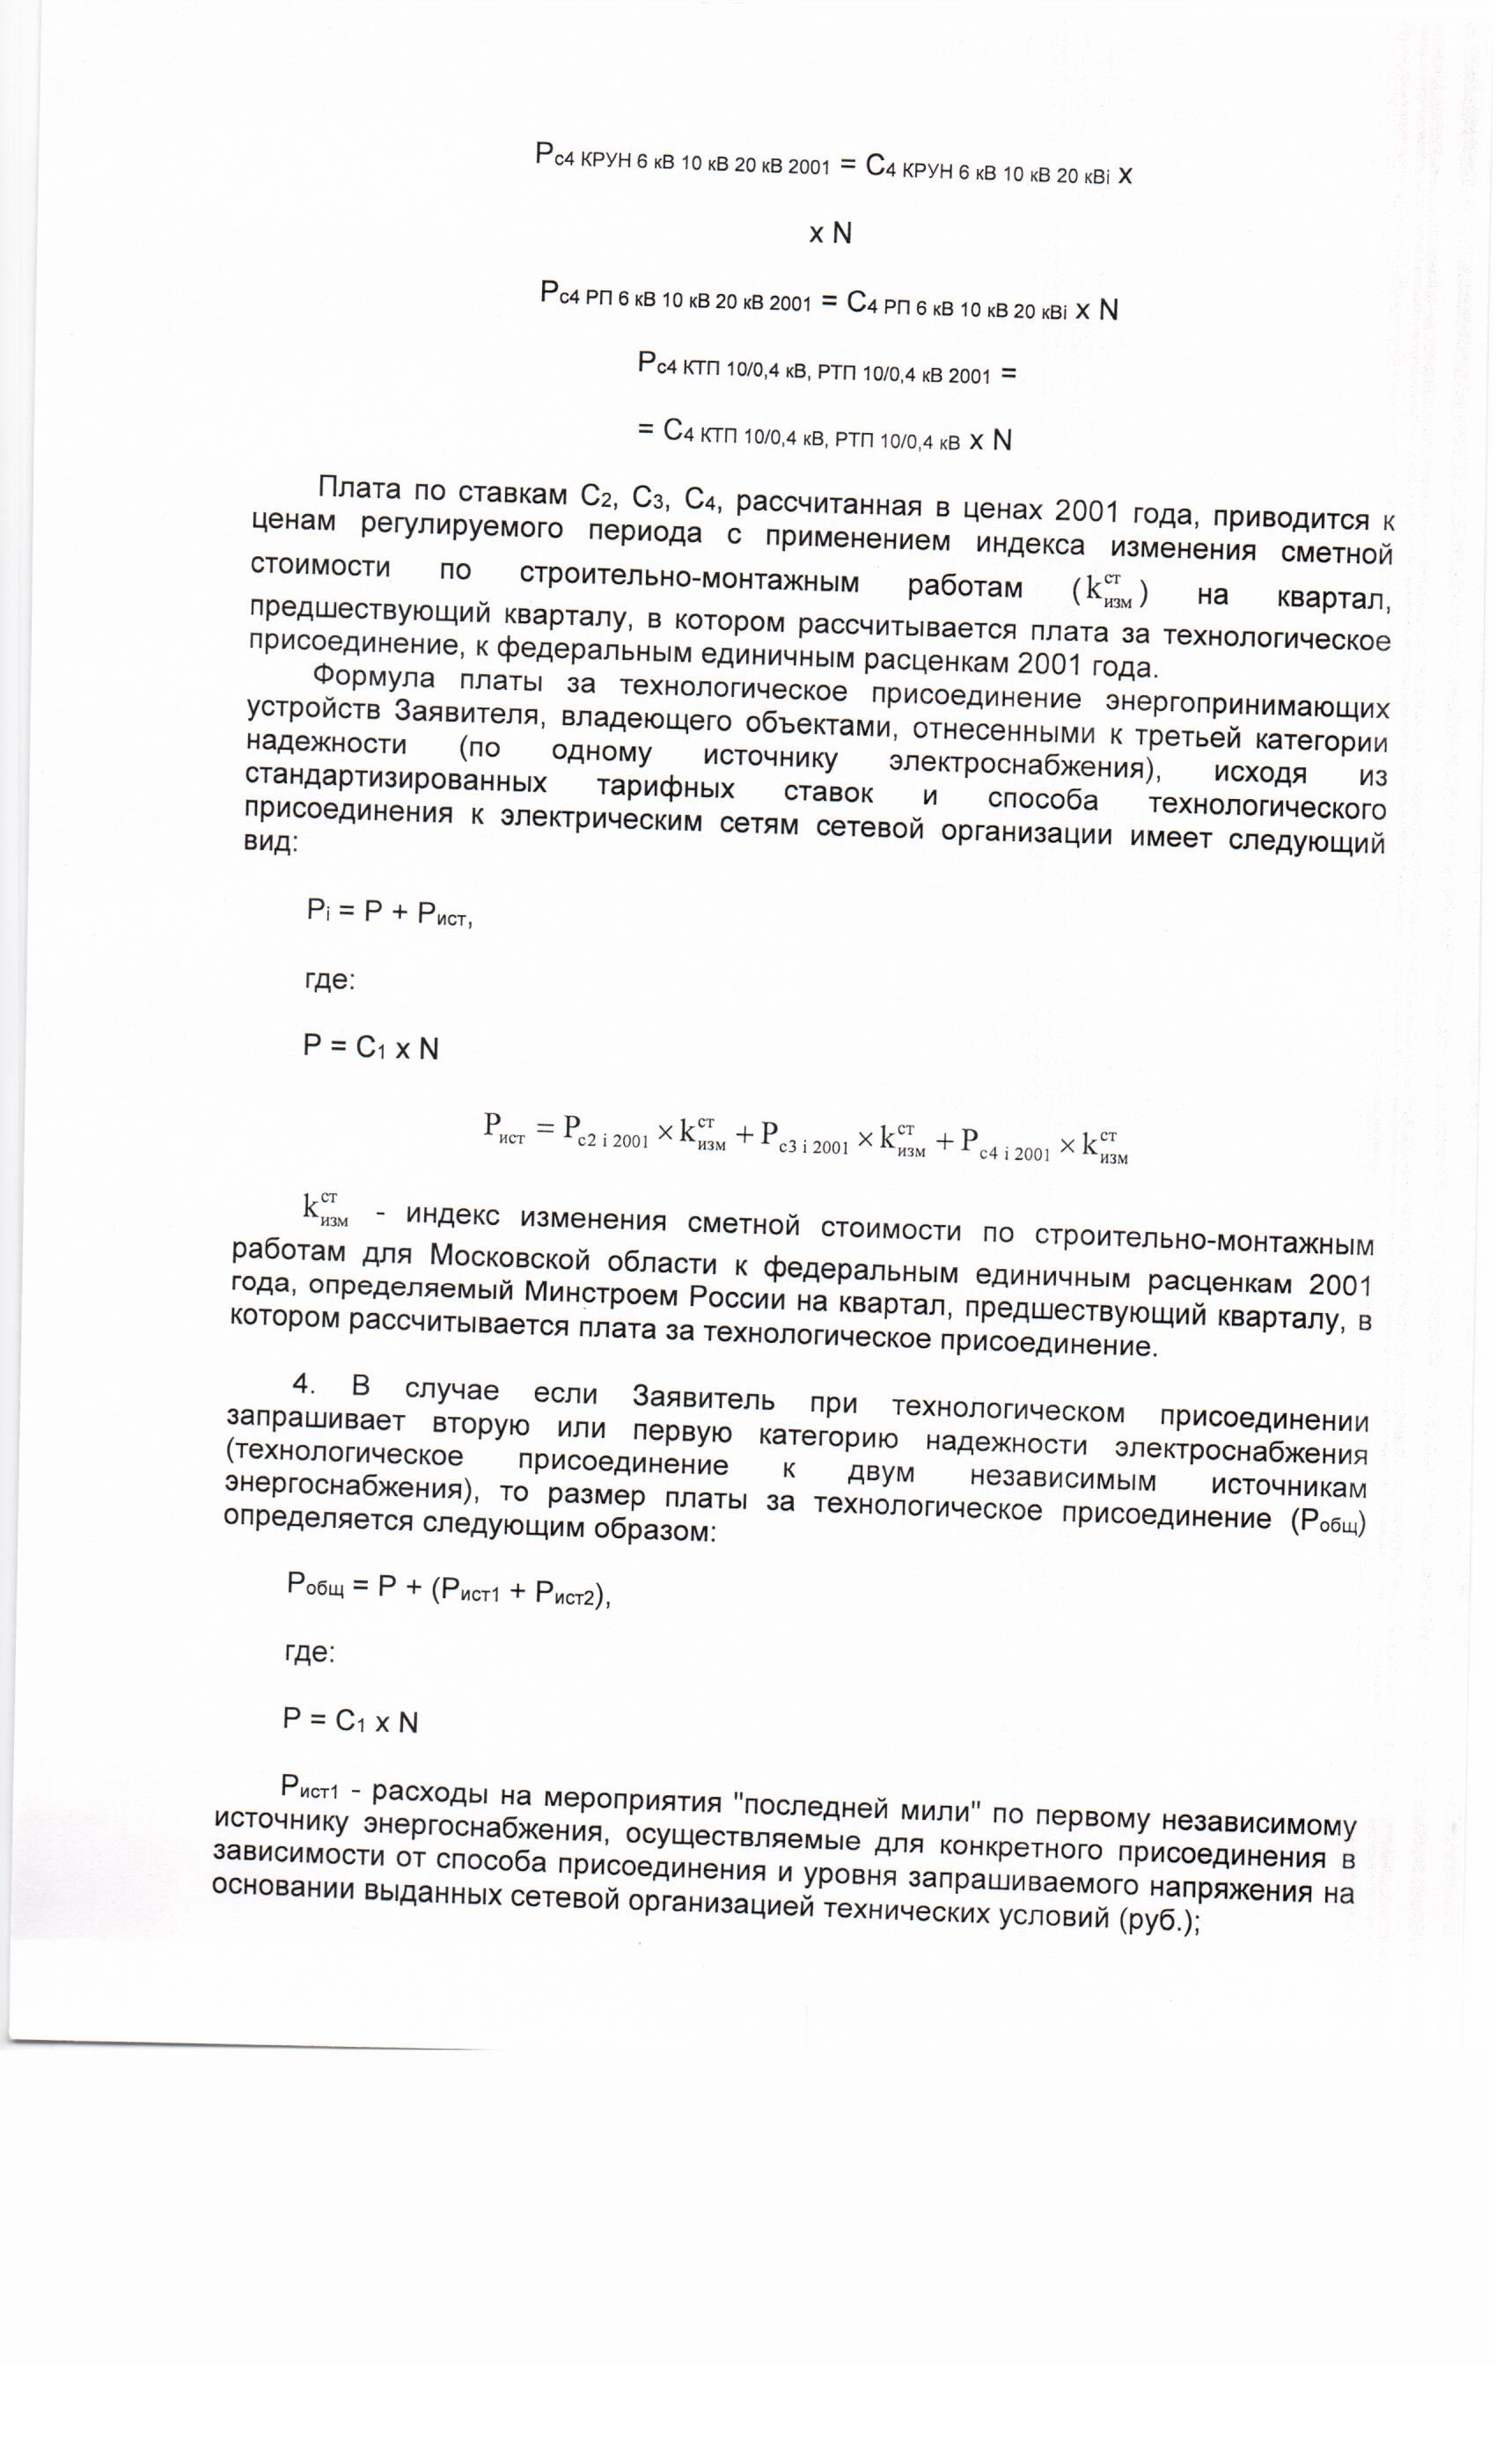 Рс4 КРУН 6 кВ 10 кВ 20 кВ 2001 = С4 КРУН 6 кВ 10 кВ 20 кВi x
x N
Рс4 РП 6 кВ 10 кВ 20 кВ 2001 = С4 РП 6 кВ 10 кВ 20 кВi x N
Рс4 КТП 10/0,4 кВ, РТП 10/0,4 кВ 2001 =
= С4 КТП 10/0,4 кВ, РТП 10/0,4 кВ x N
Плата по ставкам С2, С3, С4, рассчитанная в ценах 2001 года, приводится к
ценам регулируемого периода с применением индекса изменения сметной
стоимости по строительно-монтажным работам (k ст изм) на квартал,
предшествующий кварталу, в котором рассчитывается плата за технологическое
присоединение, к федеральным единичным расценкам 2001 года.
Формула платы за технологическое присоединение энергопринимающих
устройств Заявителя, владеющего объектами, отнесенными к третьей категории
надежности (по одному источнику электроснабжения), исходя из
стандартизированных тарифных ставок и способа технологического
присоединения к электрическим сетям сетевой организации имеет следующий
вид:
Рi = Р + Рист,
где:
Р = С1 x N
Рист = Рс2 i 2001 × k ст изм + Рс3 i 2001 × k ст изм + Рс4 i 2001 × k ст изм
k ст изм - индекс изменения сметной стоимости по строительно-монтажным
работам для Московской области к федеральным единичным расценкам 2001
года, определяемый Минстроем России на квартал, предшествующий кварталу, в
котором рассчитывается плата за технологическое присоединение.
4. В случае если Заявитель при технологическом присоединении
запрашивает вторую или первую категорию надежности электроснабжения
(технологическое присоединение к двум независимым источникам
энергоснабжения), то размер платы за технологическое присоединение (Робщ)
определяется следующим образом:
Робщ = Р + (Рист1 + Рист2),
где:
Р = С1 x N
Рист1 - расходы на мероприятия "последней мили" по первому независимому
источнику энергоснабжения, осуществляемые для конкретного присоединения в
зависимости от способа присоединения и уровня запрашиваемого напряжения на
основании выданных сетевой организацией технических условий (руб.);